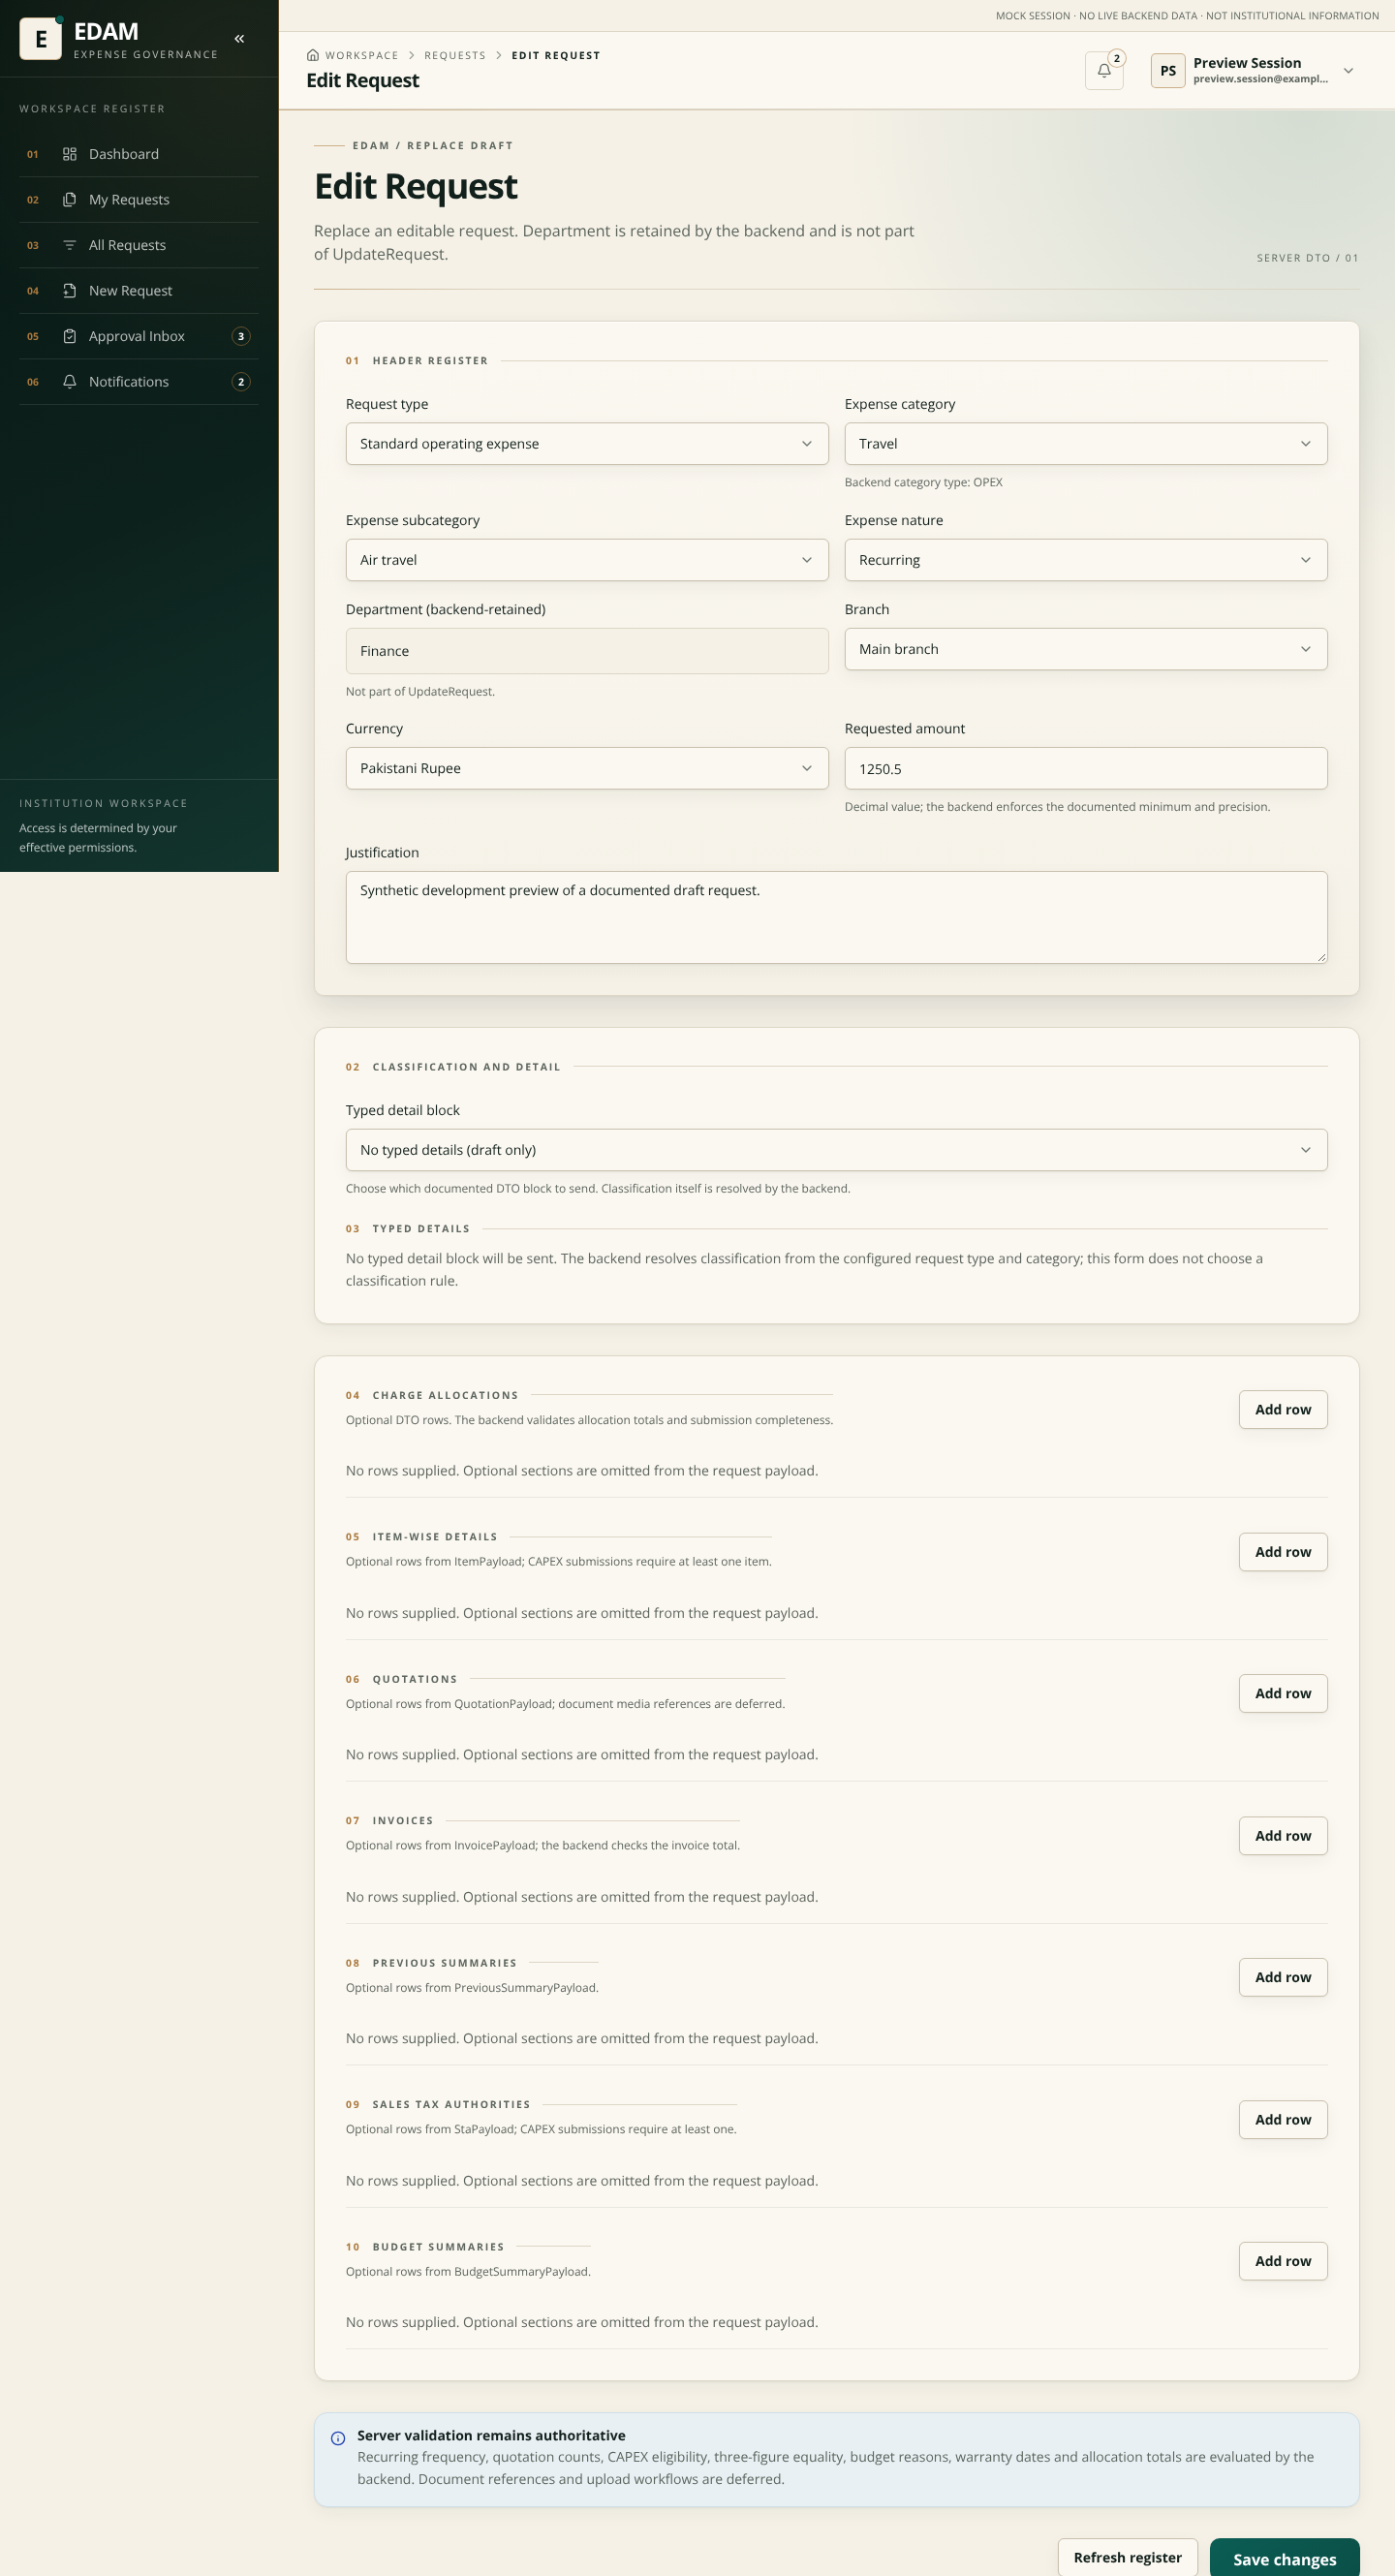 MOCK SESSION · NO LIVE BACKEND DATA · NOT INSTITUTIONAL INFORMATION
E
EDAM
EXPENSE GOVERNANCE
WORKSPACE REGISTER
01 Dashboard
02 My Requests
03 All Requests
04 New Request
05 Approval Inbox 3
06 Notifications 2
INSTITUTION WORKSPACE
Access is determined by your
effective permissions.
WORKSPACE > REQUESTS > EDIT REQUEST
Edit Request
2
PS
Preview Session
preview.session@exampl...
EDAM / REPLACE DRAFT
Edit Request
Replace an editable request. Department is retained by the backend and is not part
of UpdateRequest.
SERVER DTO / 01
01 HEADER REGISTER
Request type
Standard operating expense
Expense category
Travel
Backend category type: OPEX
Expense subcategory
Air travel
Expense nature
Recurring
Department (backend-retained)
Finance
Not part of UpdateRequest.
Branch
Main branch
Currency
Pakistani Rupee
Requested amount
1250.5
Decimal value; the backend enforces the documented minimum and precision.
Justification
Synthetic development preview of a documented draft request.
02 CLASSIFICATION AND DETAIL
Typed detail block
No typed details (draft only)
Choose which documented DTO block to send. Classification itself is resolved by the backend.
03 TYPED DETAILS
No typed detail block will be sent. The backend resolves classification from the configured request type and category; this form does not choose a
classification rule.
04 CHARGE ALLOCATIONS
Optional DTO rows. The backend validates allocation totals and submission completeness.
Add row
No rows supplied. Optional sections are omitted from the request payload.
05 ITEM-WISE DETAILS
Optional rows from ItemPayload; CAPEX submissions require at least one item.
Add row
No rows supplied. Optional sections are omitted from the request payload.
06 QUOTATIONS
Optional rows from QuotationPayload; document media references are deferred.
Add row
No rows supplied. Optional sections are omitted from the request payload.
07 INVOICES
Optional rows from InvoicePayload; the backend checks the invoice total.
Add row
No rows supplied. Optional sections are omitted from the request payload.
08 PREVIOUS SUMMARIES
Optional rows from PreviousSummaryPayload.
Add row
No rows supplied. Optional sections are omitted from the request payload.
09 SALES TAX AUTHORITIES
Optional rows from StaPayload; CAPEX submissions require at least one.
Add row
No rows supplied. Optional sections are omitted from the request payload.
10 BUDGET SUMMARIES
Optional rows from BudgetSummaryPayload.
Add row
No rows supplied. Optional sections are omitted from the request payload.
Server validation remains authoritative
Recurring frequency, quotation counts, CAPEX eligibility, three-figure equality, budget reasons, warranty dates and allocation totals are evaluated by the
backend. Document references and upload workflows are deferred.
Refresh register
Save changes